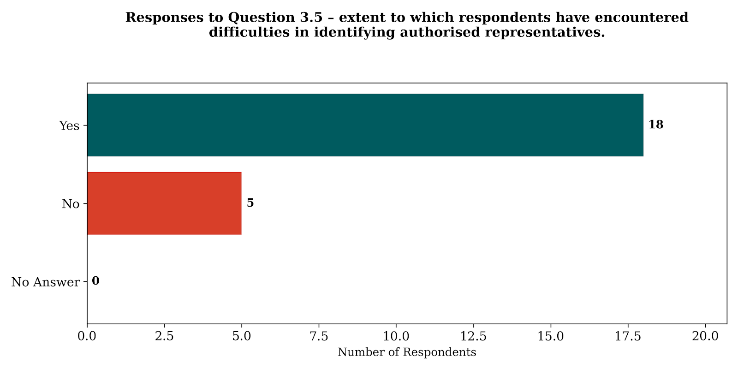 Responses to Question 3.5 – extent to which respondents have encountered
difficulties in identifying authorised representatives.
Yes
18
No
5
No Answer
0
0.0 2.5 5.0 7.5 10.0 12.5 15.0 17.5 20.0
Number of Respondents